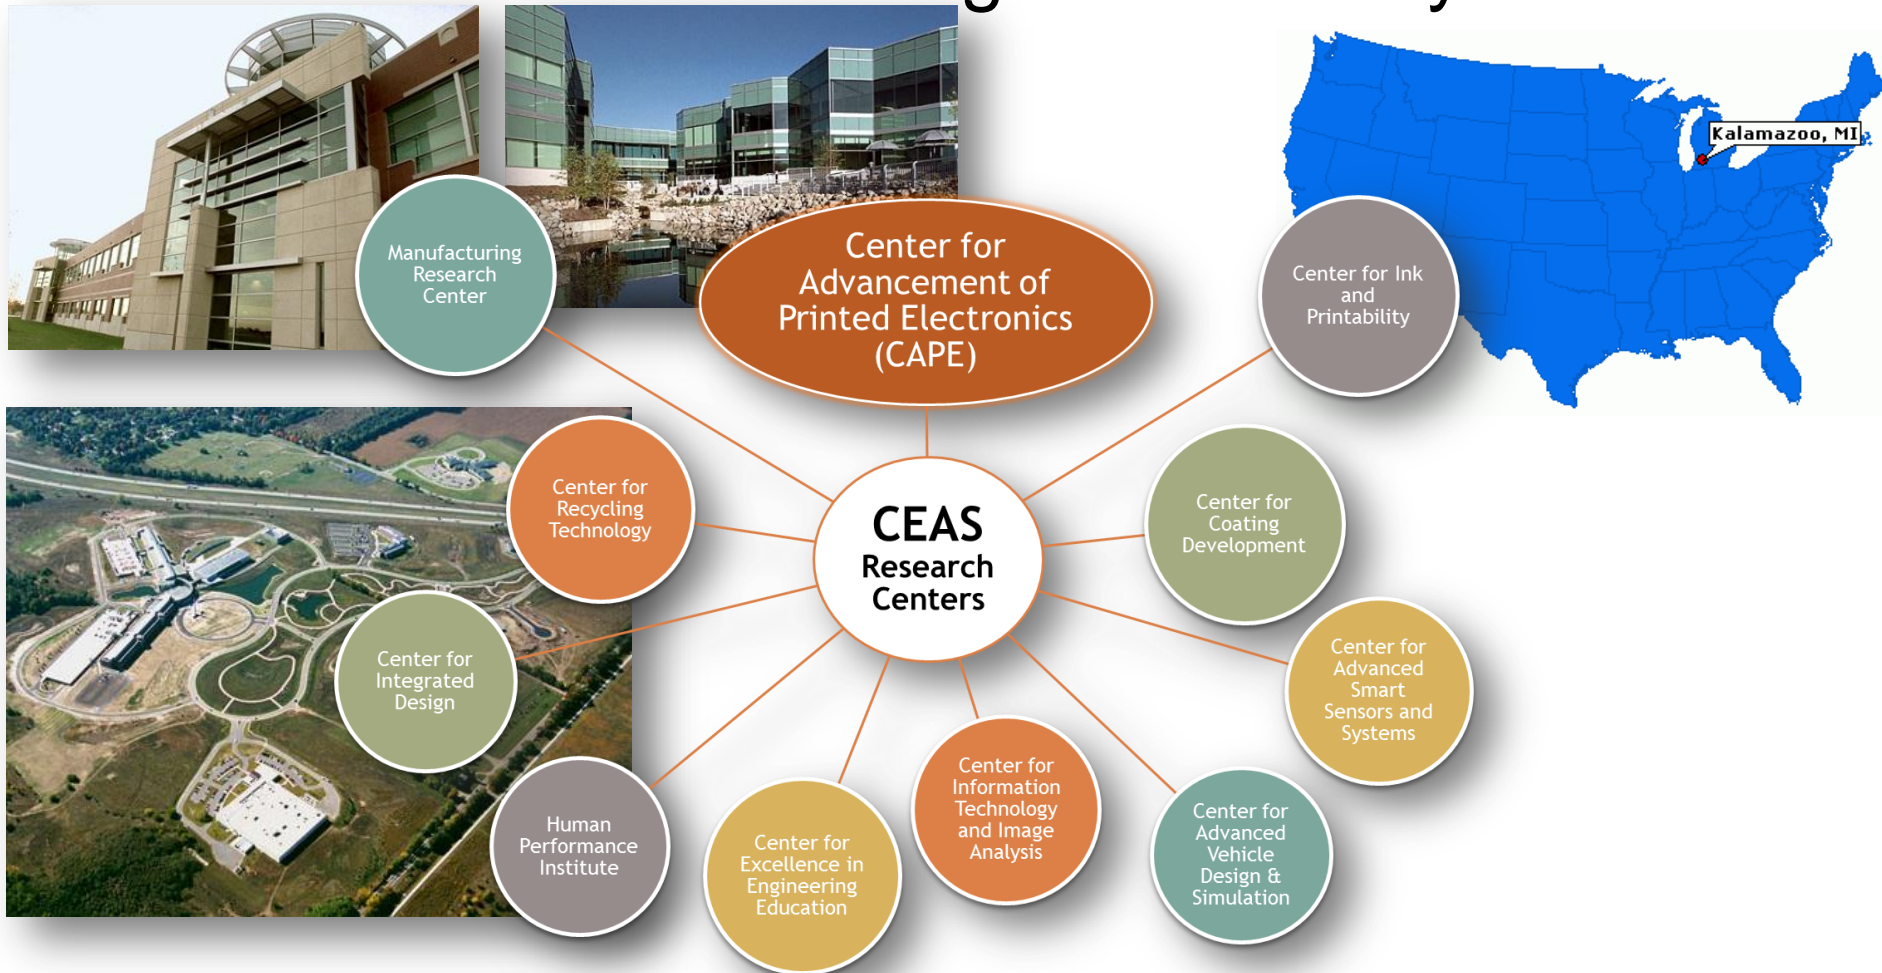 Kalamazoo, MI
Manufacturing
Research
Center
Center for
Advancement of
Printed Electronics
(CAPE)
Center for Ink
and
Printability
Center for
Recycling
Technology
CEAS
Research
Centers
Center for
Coating
Development
Center for
Integrated
Design
Center for
Advanced
Smart
Sensors and
Systems
Human
Performance
Institute
Center for
Excellence in
Engineering
Education
Center for
Information
Technology
and Image
Analysis
Center for
Advanced
Vehicle
Design &
Simulation